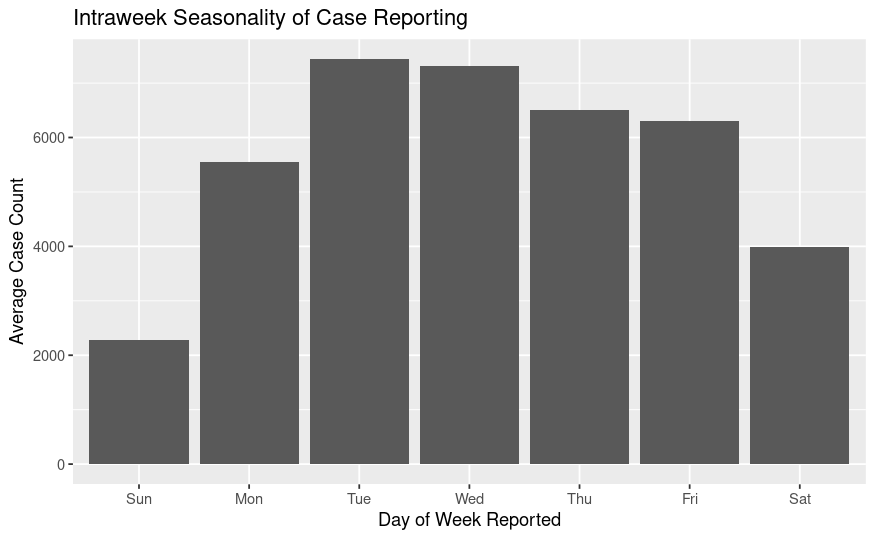 Intraweek Seasonality of Case Reporting
Average Case Count
6000
4000
2000
0
Sun Mon Tue Wed Thu Fri Sat
Day of Week Reported